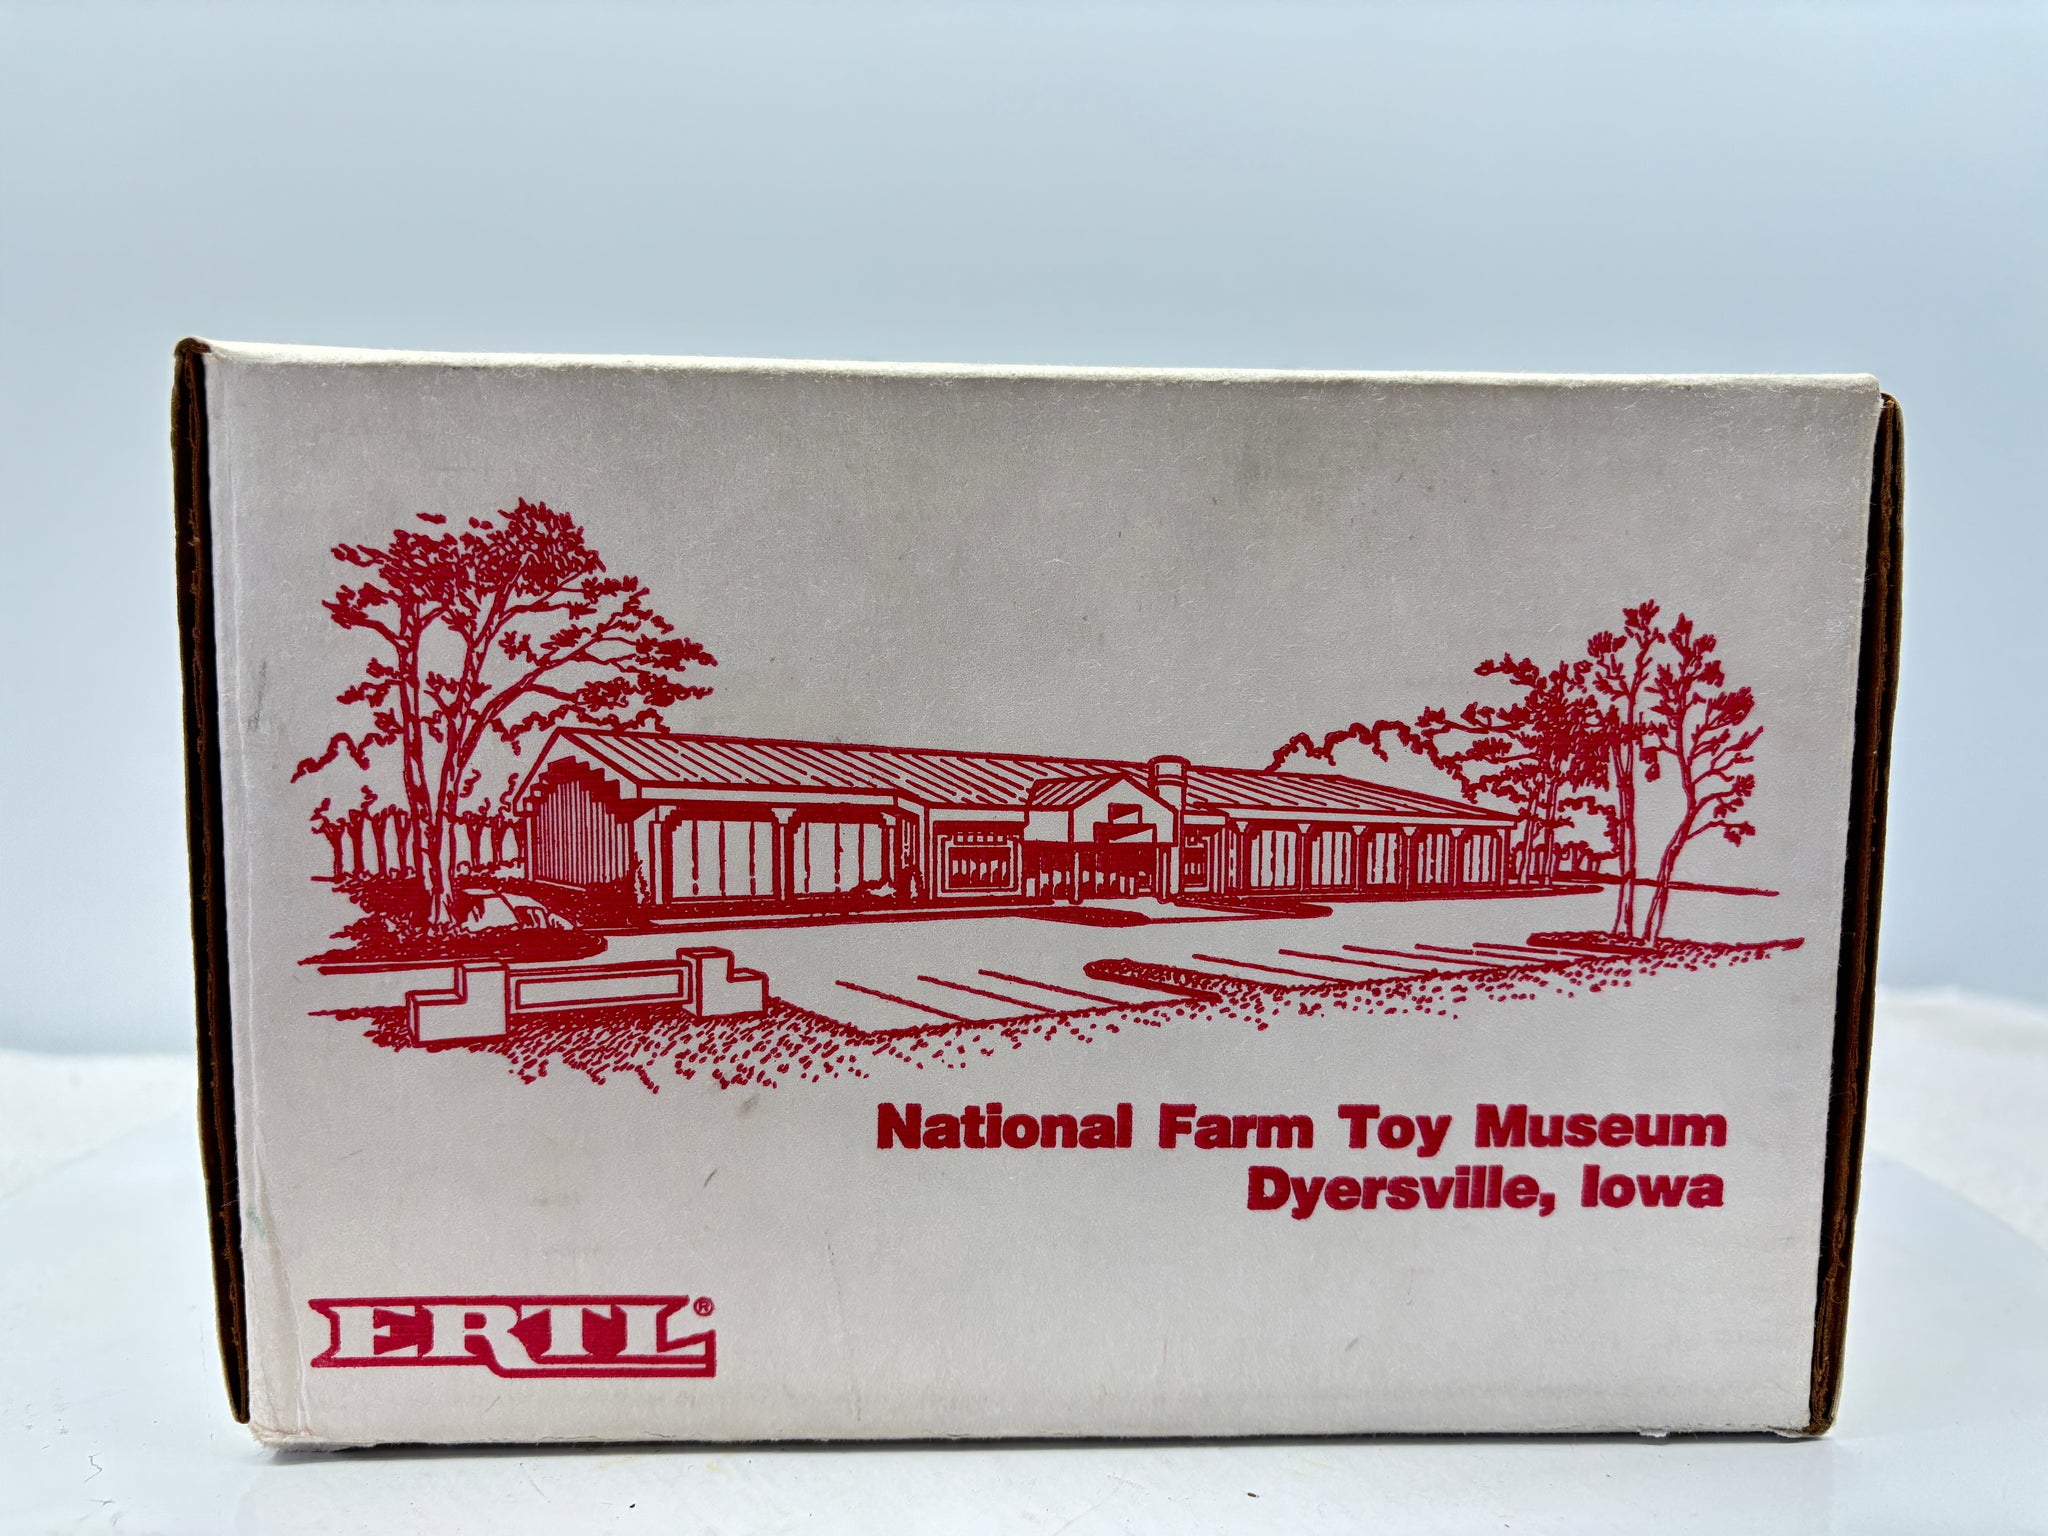 National Farm Toy Museum
Dyersville, Iowa
ERTL®